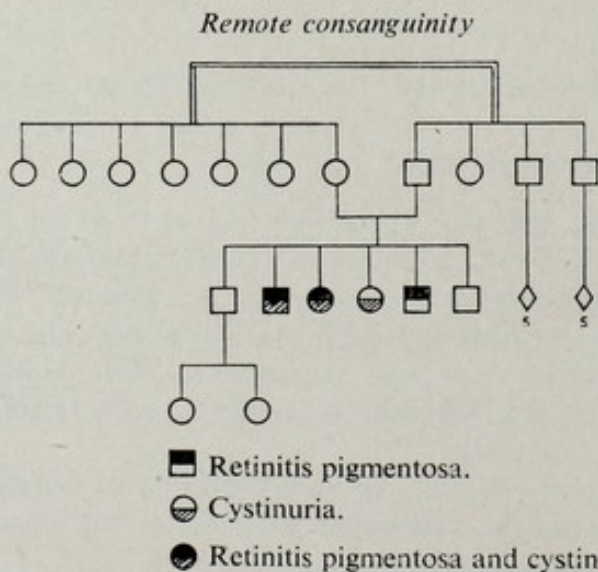 Remote consanguinity
5 5
Retinitis pigmentosa.
Cystinuria.
Retinitis pigmentosa and cystin